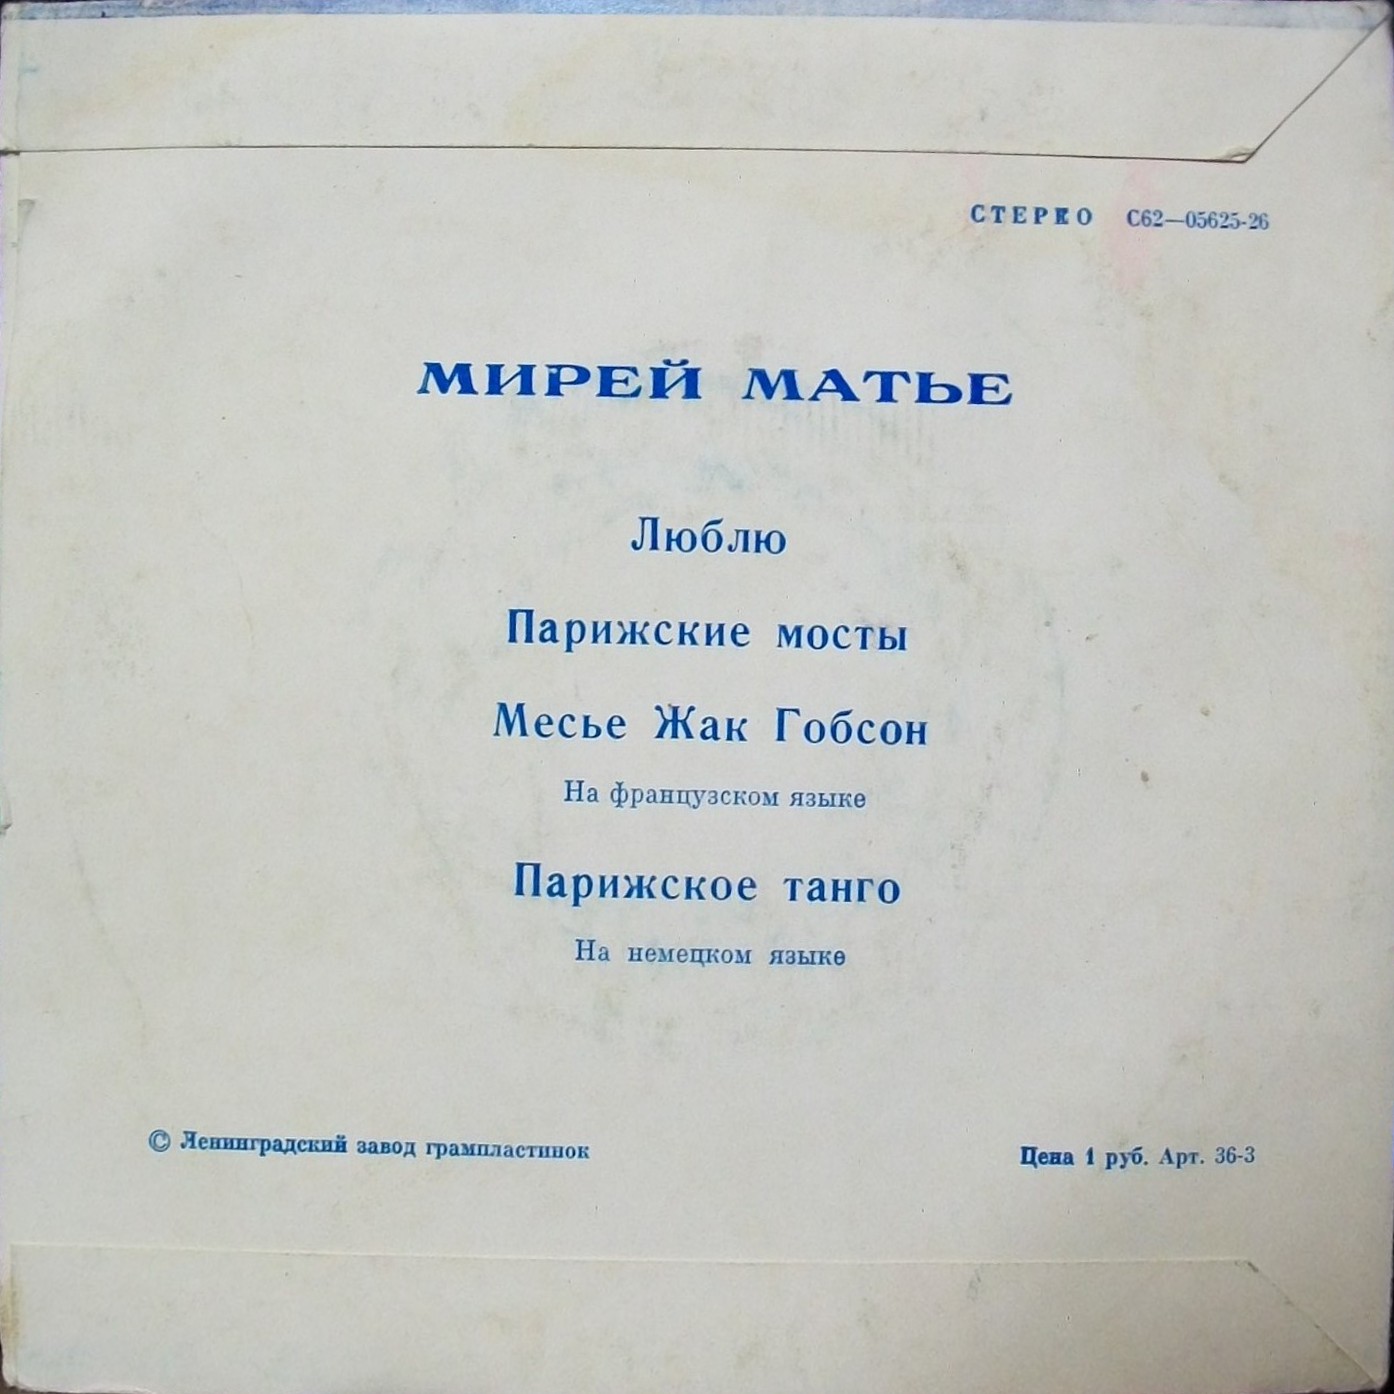 СТЕРЕО С62—05625-26
МИРЕЙ МАТЬЕ
Люблю
Парижские мосты
Месье Жак Гобсон
На французском языке
Парижское танго
На немецком языке
© Ленинградский завод грампластинок
Цена 1 руб. Арт. 36-3